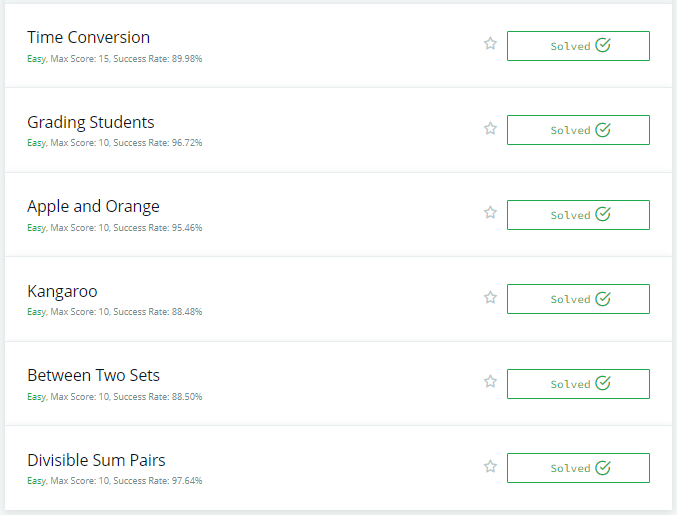 Time Conversion
Easy, Max Score: 15, Success Rate: 89.98%
Solved
Grading Students
Easy, Max Score: 10, Success Rate: 96.72%
Solved
Apple and Orange
Easy, Max Score: 10, Success Rate: 95.46%
Solved
Kangaroo
Easy, Max Score: 10, Success Rate: 88.48%
Solved
Between Two Sets
Easy, Max Score: 10, Success Rate: 88.50%
Solved
Divisible Sum Pairs
Easy, Max Score: 10, Success Rate: 97.64%
Solved